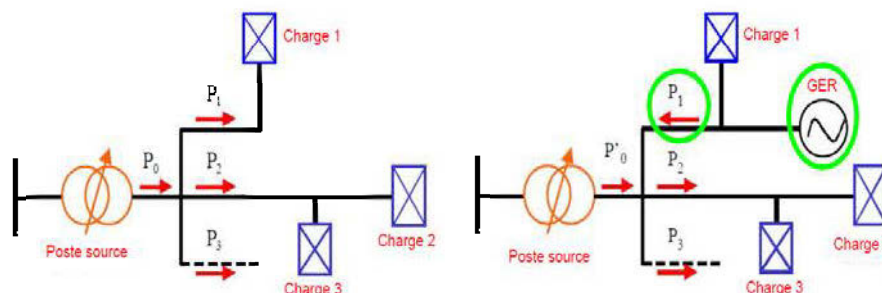 Charge 1
P1
P0
P2
Poste source
P3
Charge 2
Charge 3
Charge 1
P1
GER
P'0
P2
Poste source
P3
Charge
Charge 3